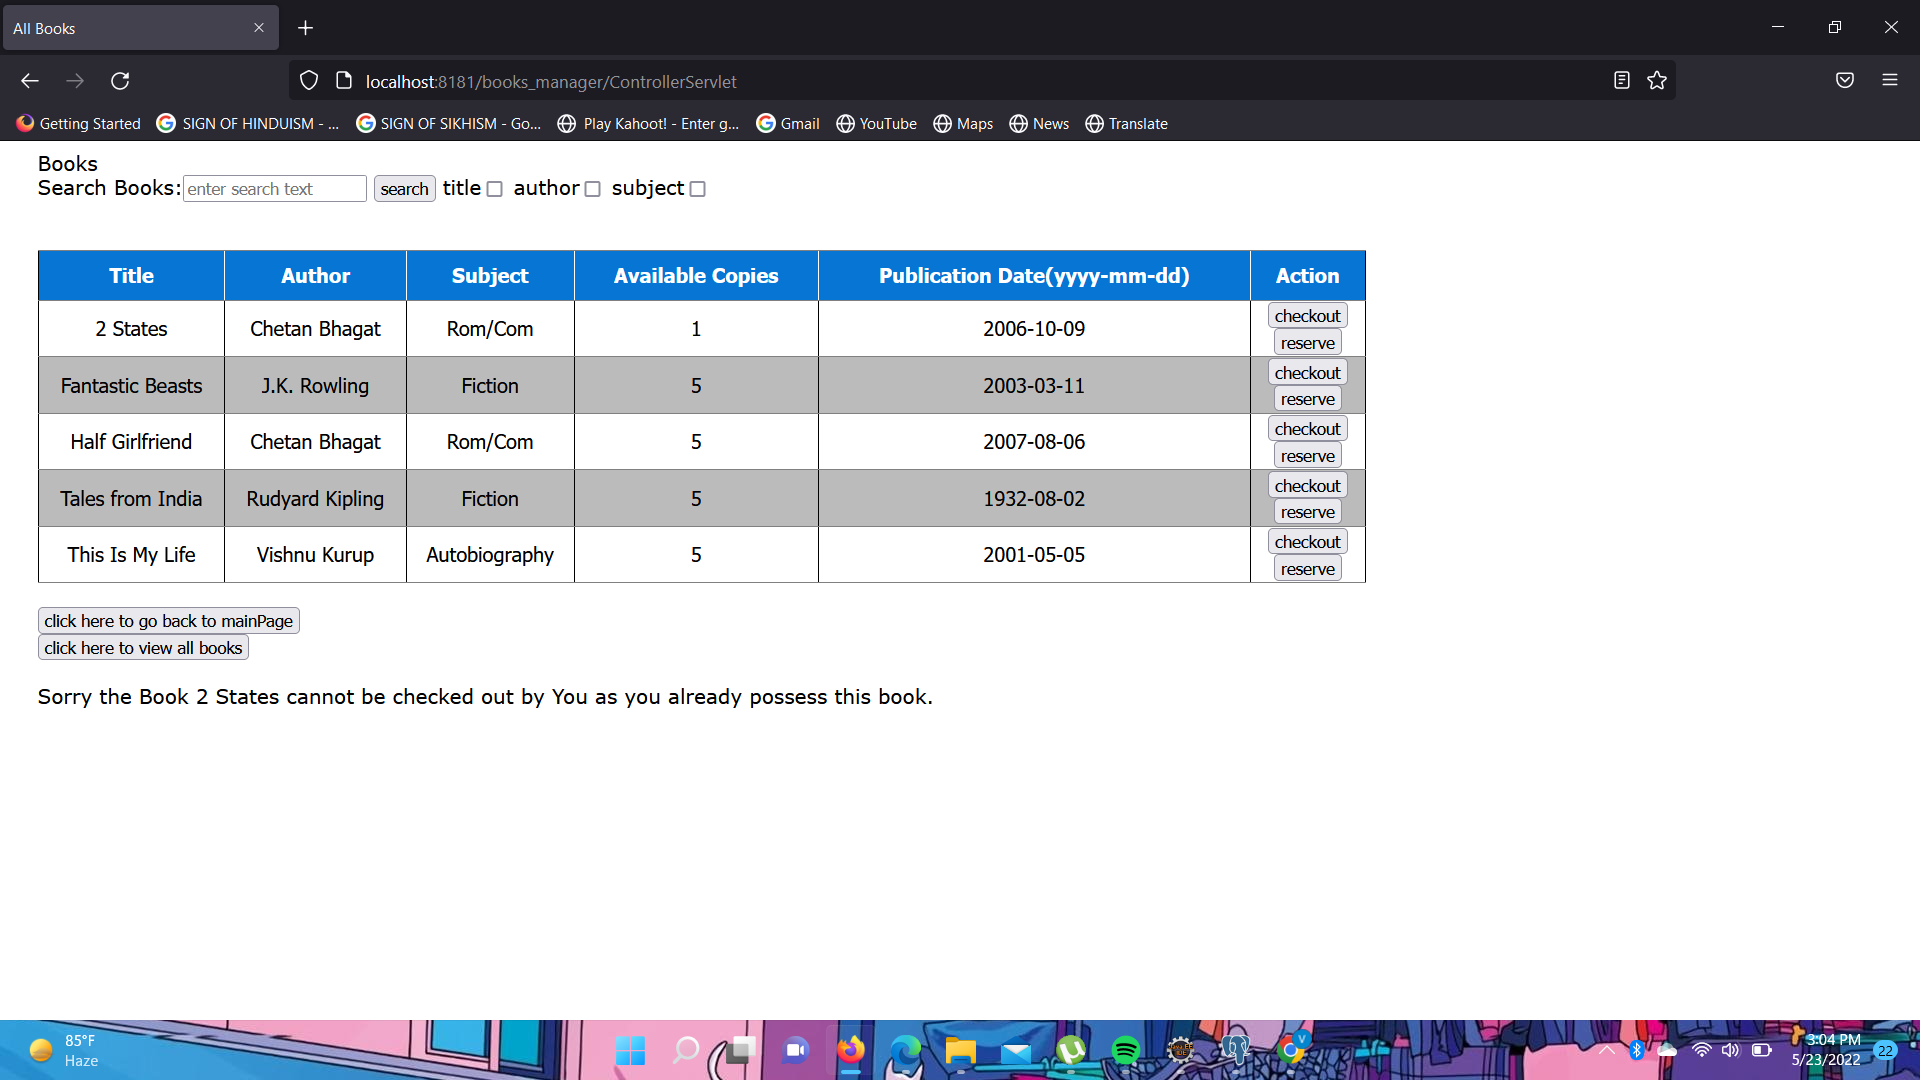 All Books
localhost:8181/books_manager/ControllerServlet
Getting Started SIGN OF HINDUISM - ... SIGN OF SIKHISM - Go... Play Kahoot! - Enter g... Gmail YouTube Maps News Translate
Books
Search Books: enter search text search title author subject
Title Author Subject Available Copies Publication Date(yyyy-mm-dd) Action
2 States Chetan Bhagat Rom/Com 1 2006-10-09 checkout
reserve
Fantastic Beasts J.K. Rowling Fiction 5 2003-03-11 checkout
reserve
Half Girlfriend Chetan Bhagat Rom/Com 5 2007-08-06 checkout
reserve
Tales from India Rudyard Kipling Fiction 5 1932-08-02 checkout
reserve
This Is My Life Vishnu Kurup Autobiography 5 2001-05-05 checkout
reserve
click here to go back to mainPage
click here to view all books
Sorry the Book 2 States cannot be checked out by You as you already possess this book.
85°F
Haze
V
3:04 PM
5/23/2022
22